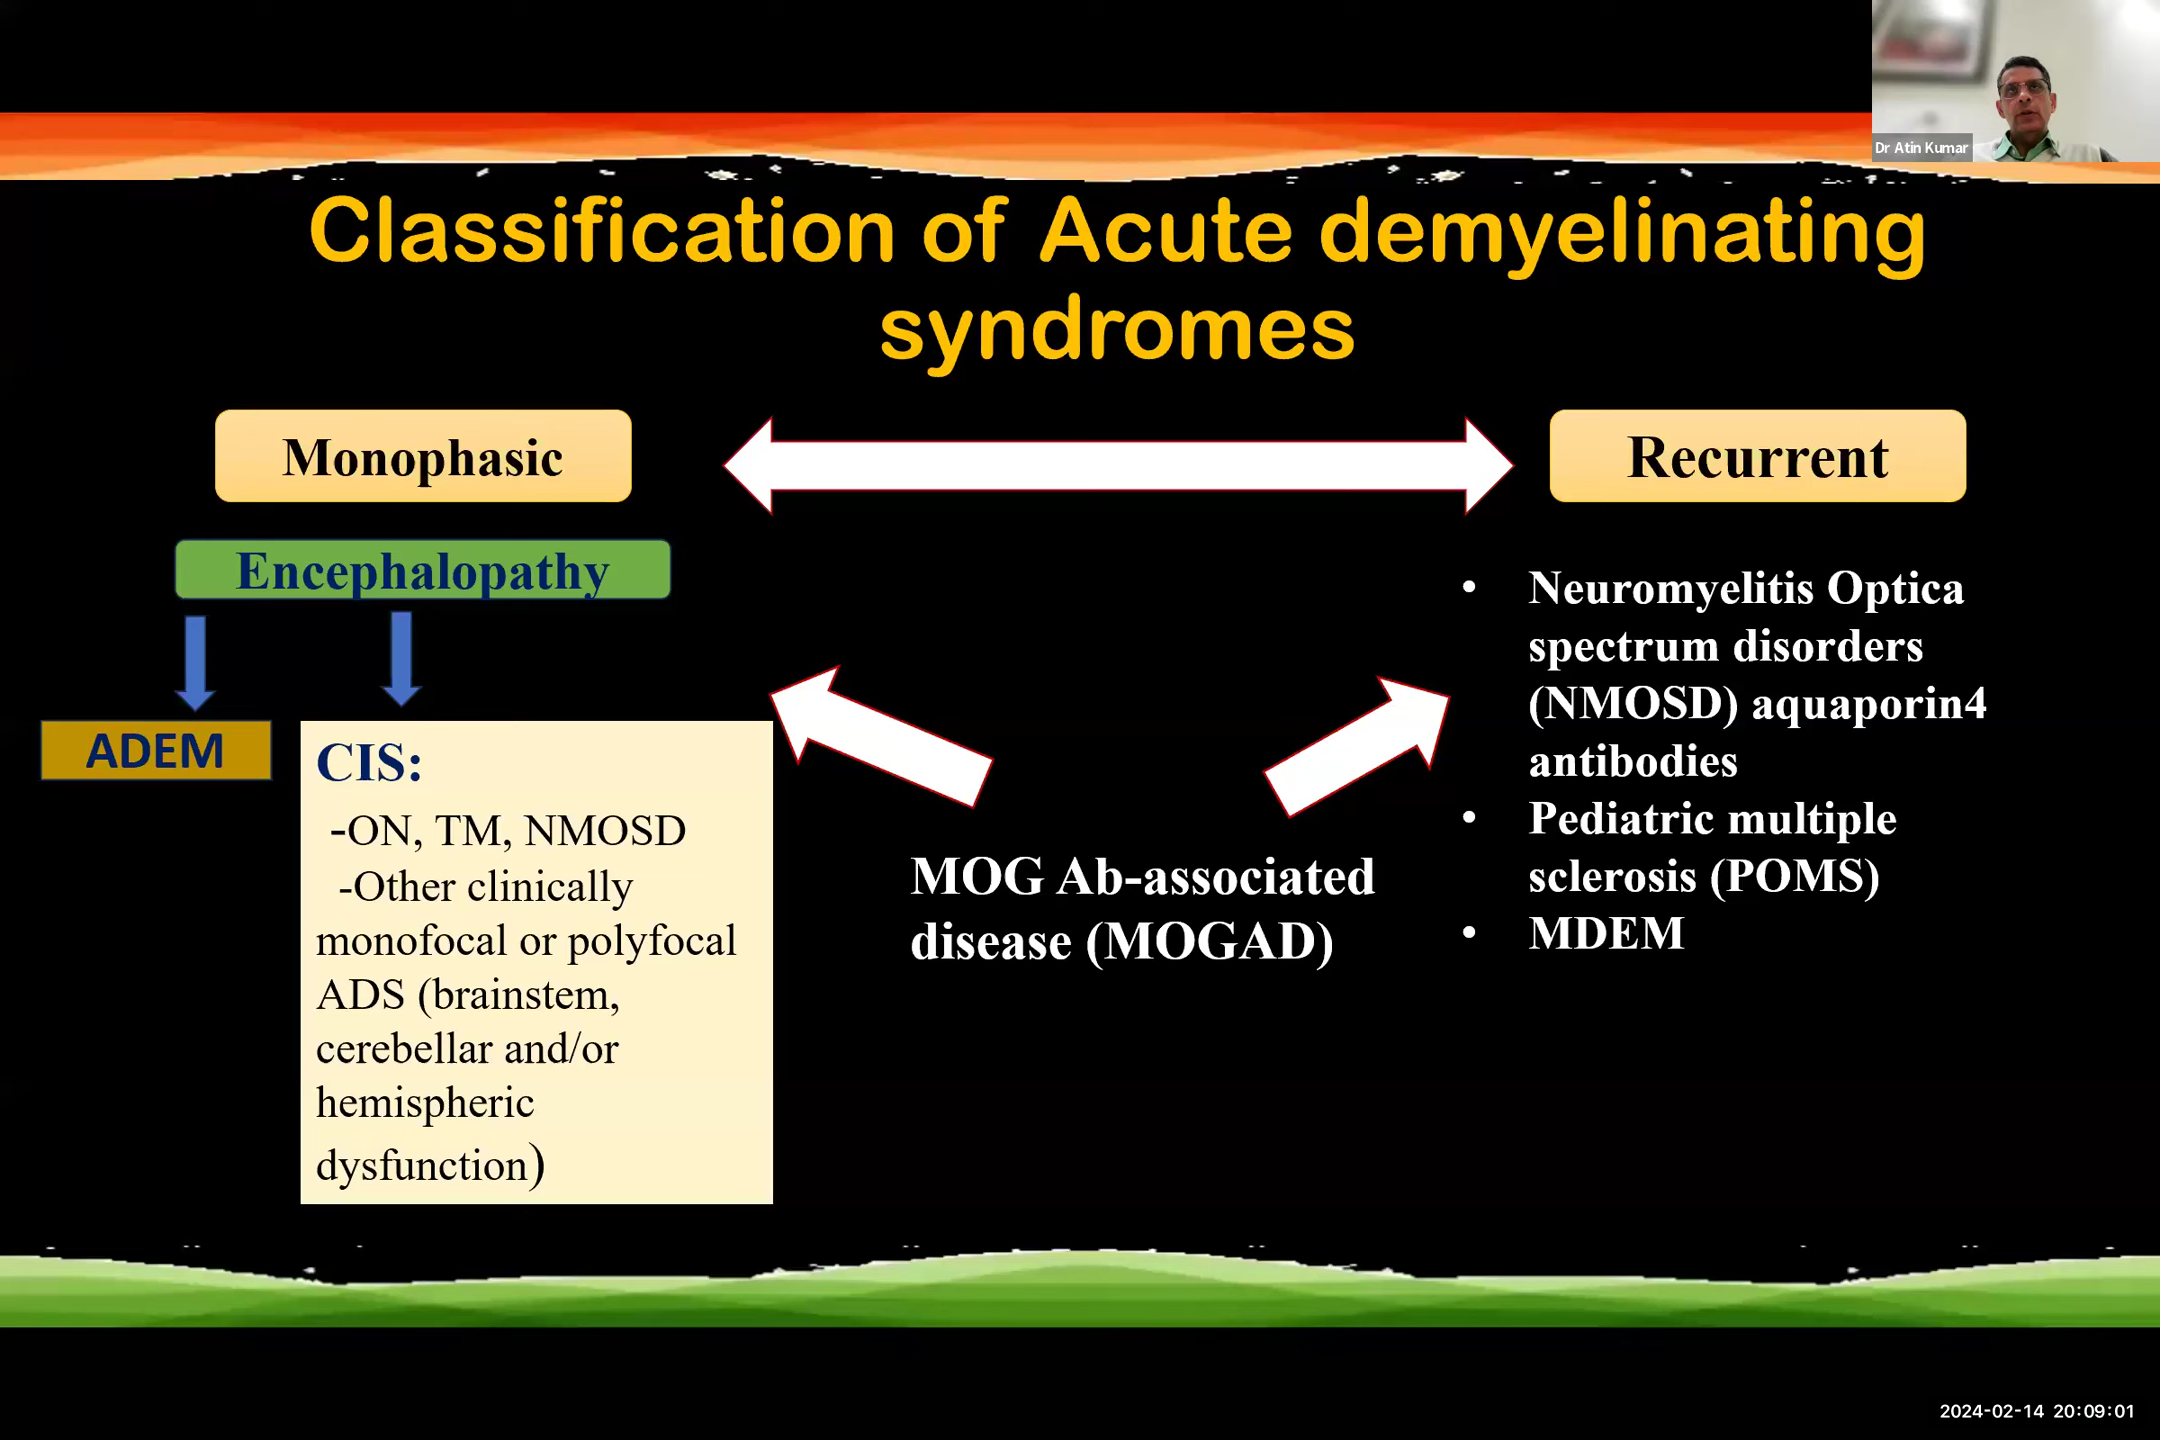 Dr Atin Kumar
Classification of Acute demyelinating
syndromes
Monophasic
Recurrent
Encephalopathy
ADEM
CIS:
-ON, TM, NMOSD
-Other clinically
monofocal or polyfocal
ADS (brainstem,
cerebellar and/or
hemispheric
dysfunction)
MOG Ab-associated
disease (MOGAD)
• Neuromyelitis Optica
spectrum disorders
(NMOSD) aquaporin4
antibodies
• Pediatric multiple
sclerosis (POMS)
• MDEM
2024-02-14 20:09:01